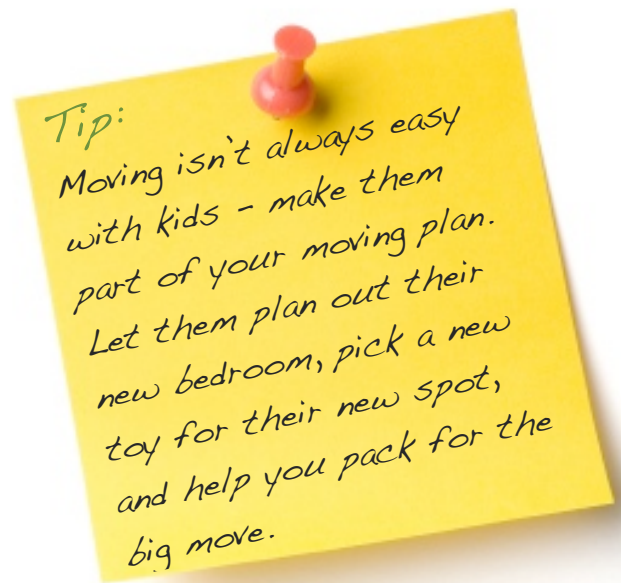 Tip:
Moving isn't always easy
with kids - make them
part of your moving plan.
Let them plan out their
new bedroom, pick a new
toy for their new spot,
and help you pack for the
big move.